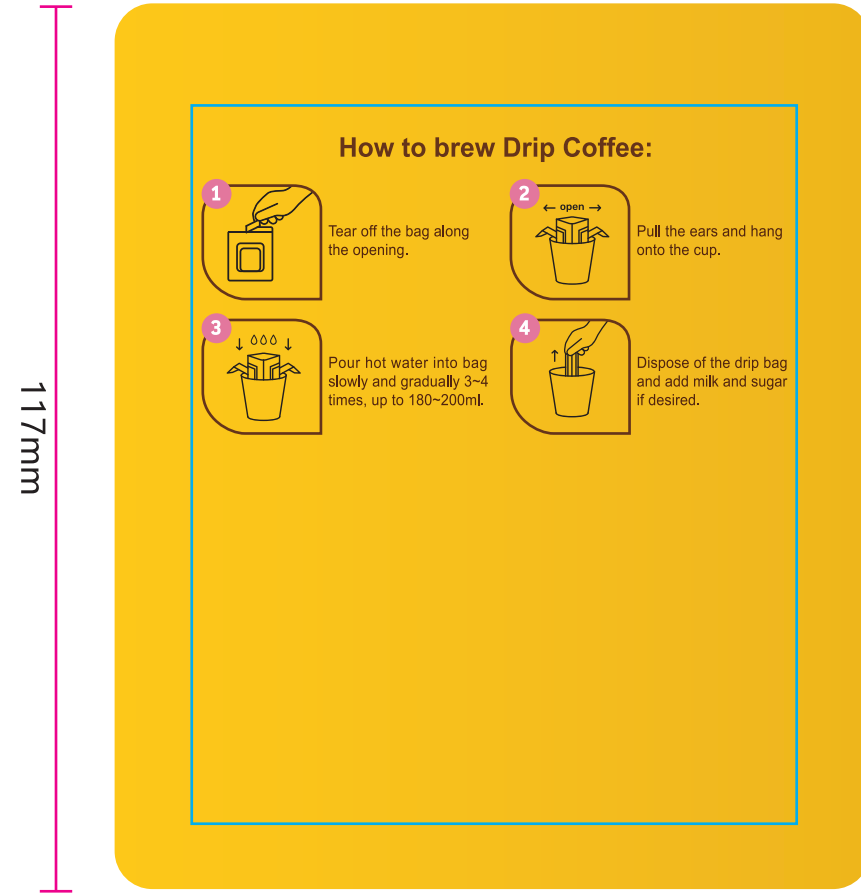 117mm
How to brew Drip Coffee:
1
Tear off the bag along
the opening.
2
← open →
Pull the ears and hang
onto the cup.
3
Pour hot water into bag
slowly and gradually 3~4
times, up to 180~200ml.
4
Dispose of the drip bag
and add milk and sugar
if desired.